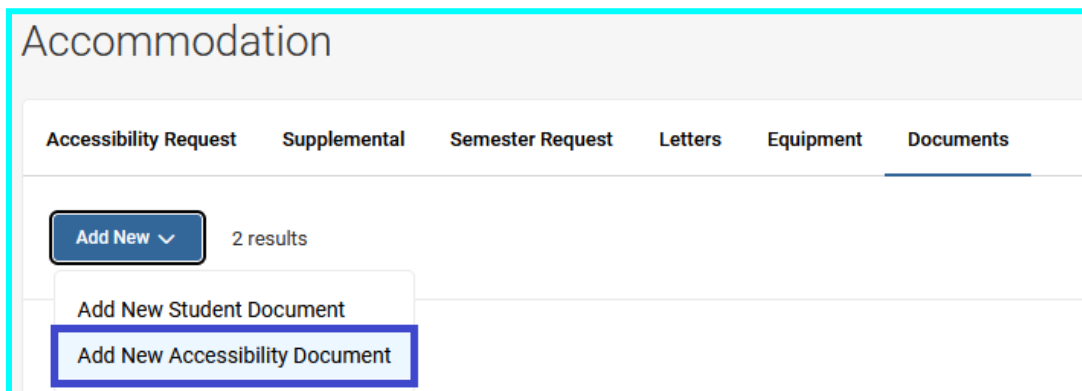 Accommodation
Accessibility Request Supplemental Semester Request Letters Equipment Documents
Add New 2 results
Add New Student Document
Add New Accessibility Document